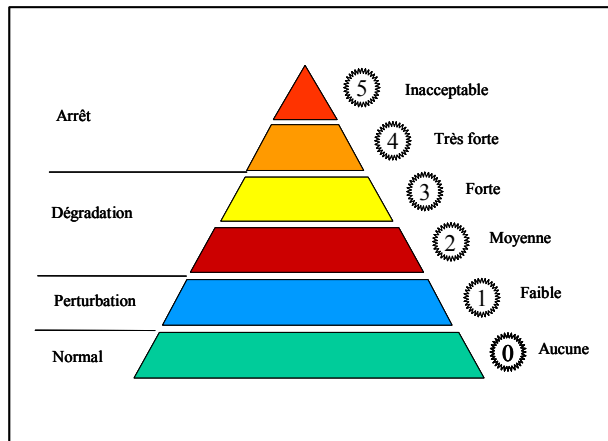 5 Inacceptable
Arrêt
4 Très forte
3 Forte
Dégradation
2 Moyenne
Perturbation
1 Faible
Normal
0 Aucune